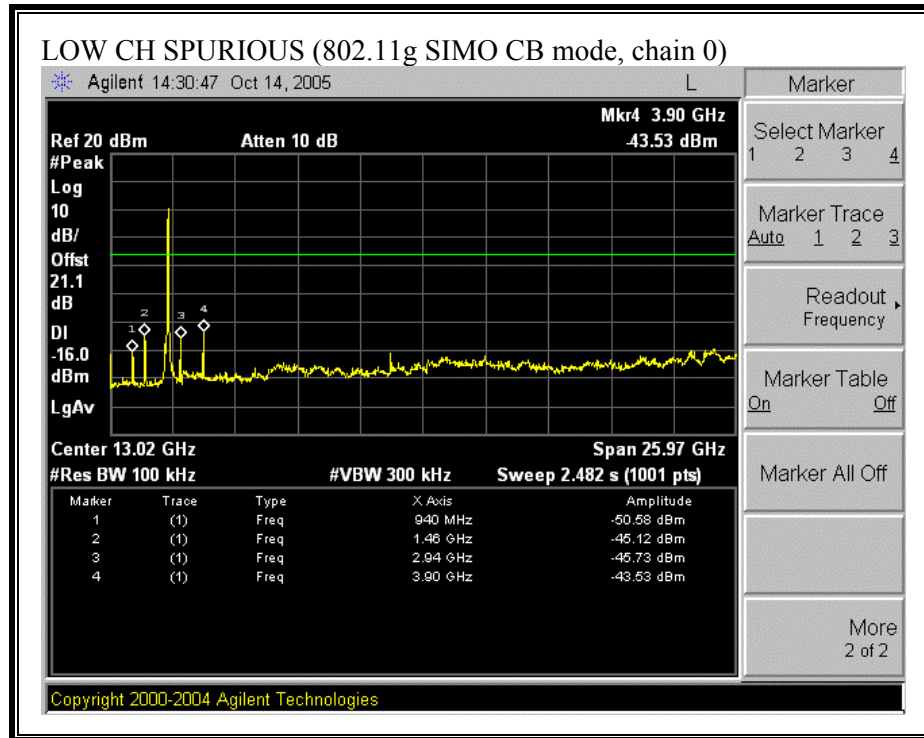 LOW CH SPURIOUS (802.11g SIMO CB mode, chain 0)
Agilent 14:30:47 Oct 14, 2005 L
Mkr4 3.90 GHz
Ref 20 dBm Atten 10 dB -43.53 dBm
#Peak
Log
10
dB/
Offst
21.1
dB
DI
-16.0
dBm
LgAv
1
2
3
4
Center 13.02 GHz Span 25.97 GHz
#Res BW 100 kHz #VBW 300 kHz Sweep 2.482 s (1001 pts)
Marker Trace Type X Axis Amplitude
1 (1) Freq 940 MHz -50.58 dBm
2 (1) Freq 1.46 GHz -45.12 dBm
3 (1) Freq 2.94 GHz -45.73 dBm
4 (1) Freq 3.90 GHz -43.53 dBm
Copyright 2000-2004 Agilent Technologies
Marker
Select Marker
1 2 3 4
Marker Trace
Auto 1 2 3
Readout
Frequency
Marker Table
On Off
Marker All Off
More
2 of 2